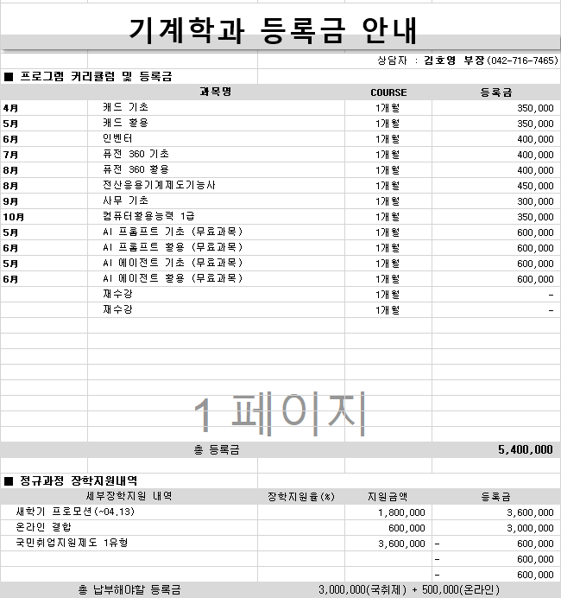 기계학과 등록금 안내
상담자 : 김호영 부장(042-716-7465)
■ 프로그램 커리큘럼 및 등록금
과목명 COURSE 등록금
4月 캐드 기초 1개월 350,000
5月 캐드 활용 1개월 350,000
6月 인벤터 1개월 400,000
7月 퓨전 360 기초 1개월 400,000
8月 퓨전 360 활용 1개월 400,000
8月 전산응용기계제도기능사 1개월 450,000
9月 사무 기초 1개월 300,000
10月 컴퓨터활용능력 1급 1개월 350,000
5月 AI 프롬프트 기초 (무료과목) 1개월 600,000
6月 AI 프롬프트 활용 (무료과목) 1개월 600,000
5月 AI 에이전트 기초 (무료과목) 1개월 600,000
6月 AI 에이전트 활용 (무료과목) 1개월 600,000
재수강 1개월 -
재수강 1개월 -
1 페이지
총 등록금 5,400,000
■ 정규과정 장학지원내역
세부장학지원 내역 장학지원율(%) 지원금액 등록금
새학기 프로모션(~04.13) 1,800,000 3,600,000
온라인 결합 600,000 3,000,000
국민취업지원제도 1유형 3,600,000 - 600,000
- 600,000
- 600,000
총 납부해야할 등록금 3,000,000(국취제) + 500,000(온라인)